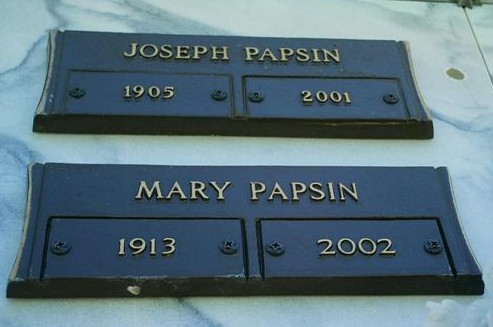 JOSEPH PAPSIN
1905 2001
MARY PAPSIN
1913 2002